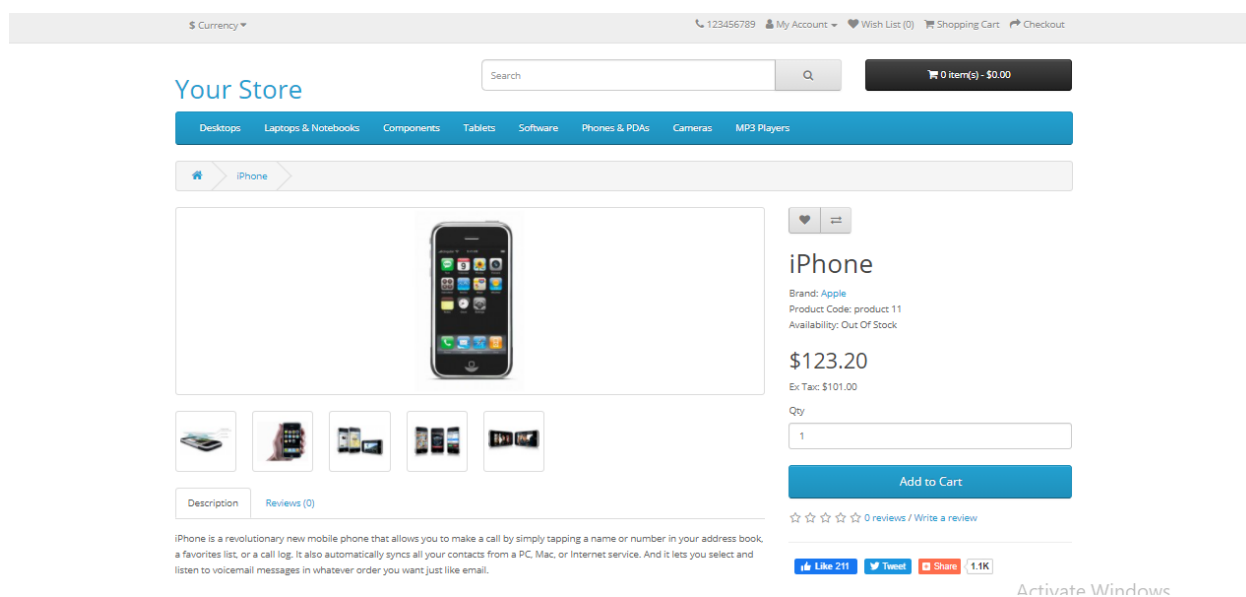 $ Currency
123456789 My Account Wish List (0) Shopping Cart Checkout
Your Store
Search
0 item(s) - $0.00
Desktops Laptops & Notebooks Components Tablets Software Phones & PDAs Cameras MP3 Players
iPhone
iPhone
Brand: Apple
Product Code: product 11
Availability: Out Of Stock
$123.20
Ex Tax: $101.00
Qty
1
Add to Cart
0 reviews / Write a review
Like 211 Tweet Share 1.1K
Description Reviews (0)
iPhone is a revolutionary new mobile phone that allows you to make a call by simply tapping a name or number in your address book,
a favorites list, or a call log. It also automatically syncs all your contacts from a PC, Mac, or Internet service. And it lets you select and
listen to voicemail messages in whatever order you want just like email.
Activate Windows